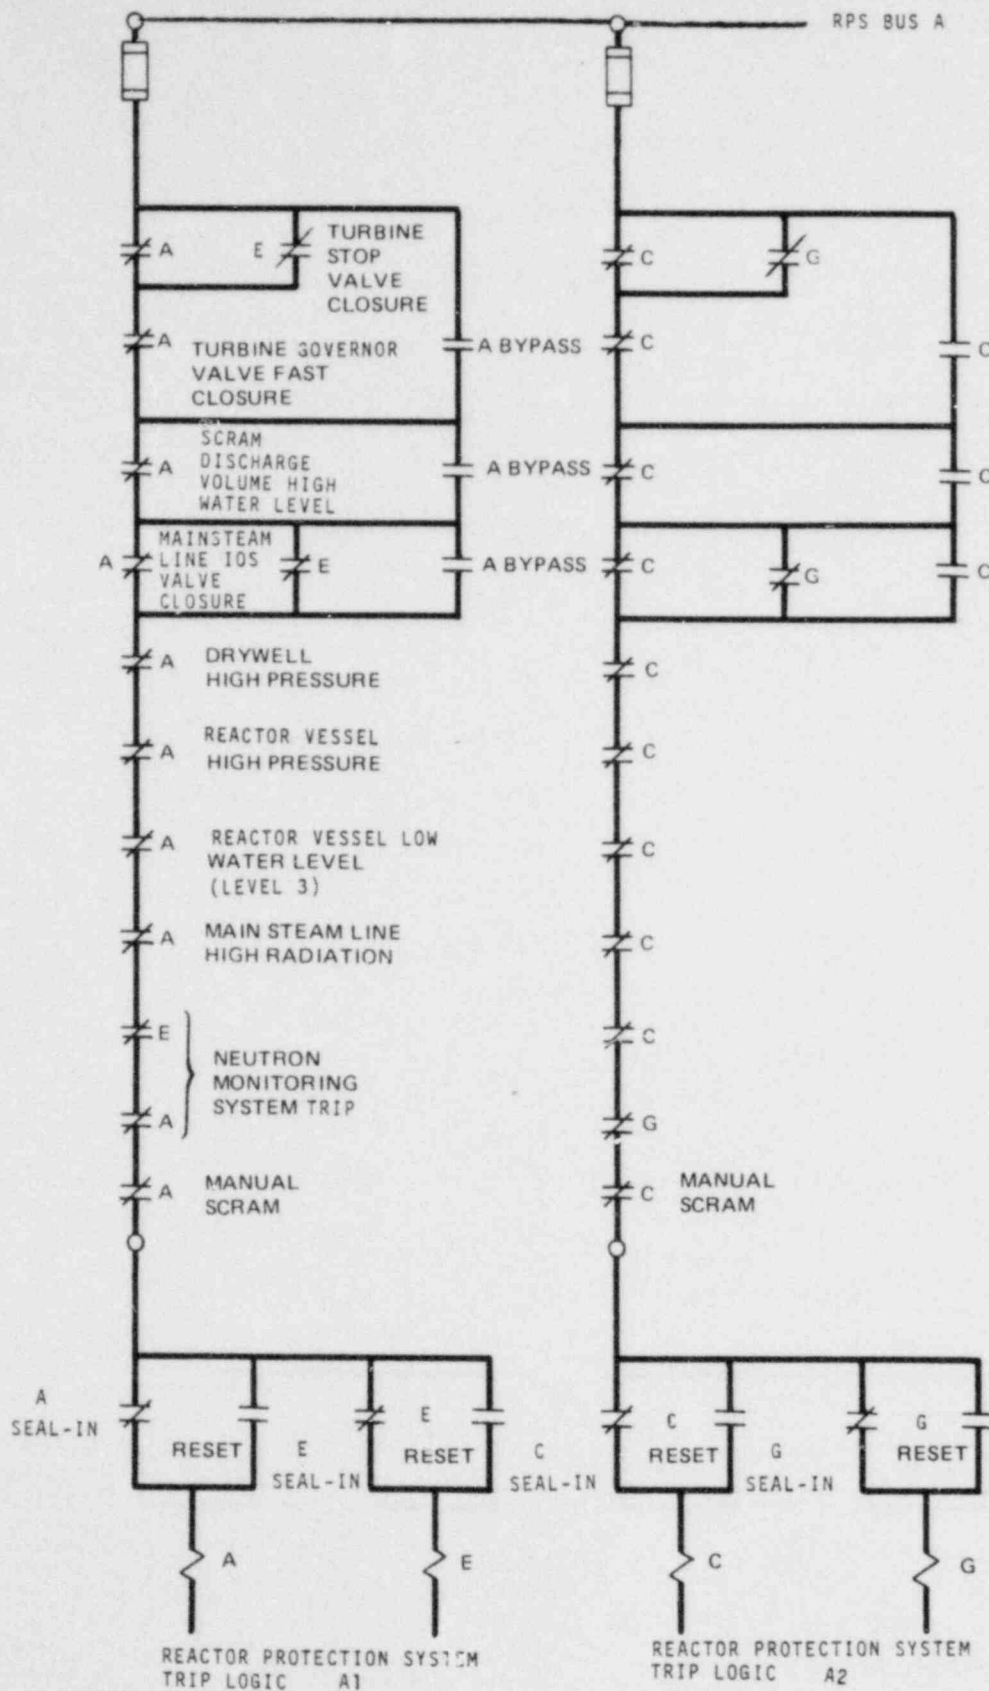 RPS BUS A
A
E
TURBINE
STOP
VALVE
CLOSURE
C
G
A
TURBINE GOVERNOR
VALVE FAST
CLOSURE
A BYPASS
C
C
SCRAM
DISCHARGE
VOLUME HIGH
WATER LEVEL
A
A BYPASS
C
C
MAINSTEAM
LINE IOS
VALVE
CLOSURE
A
E
A BYPASS
C
G
C
A
DRYWELL
HIGH PRESSURE
C
A
REACTOR VESSEL
HIGH PRESSURE
C
A
REACTOR VESSEL LOW
WATER LEVEL
(LEVEL 3)
C
A
MAIN STEAM LINE
HIGH RADIATION
C
E
C
NEUTRON
MONITORING
SYSTEM TRIP
A
G
A
MANUAL
SCRAM
C
MANUAL
SCRAM
A
SEAL-IN
RESET
E
SEAL-IN
E
RESET
C
SEAL-IN
C
RESET
G
SEAL-IN
G
RESET
A
E
C
G
REACTOR PROTECTION SYSTEM
TRIP LOGIC A1
REACTOR PROTECTION SYSTEM
TRIP LOGIC A2